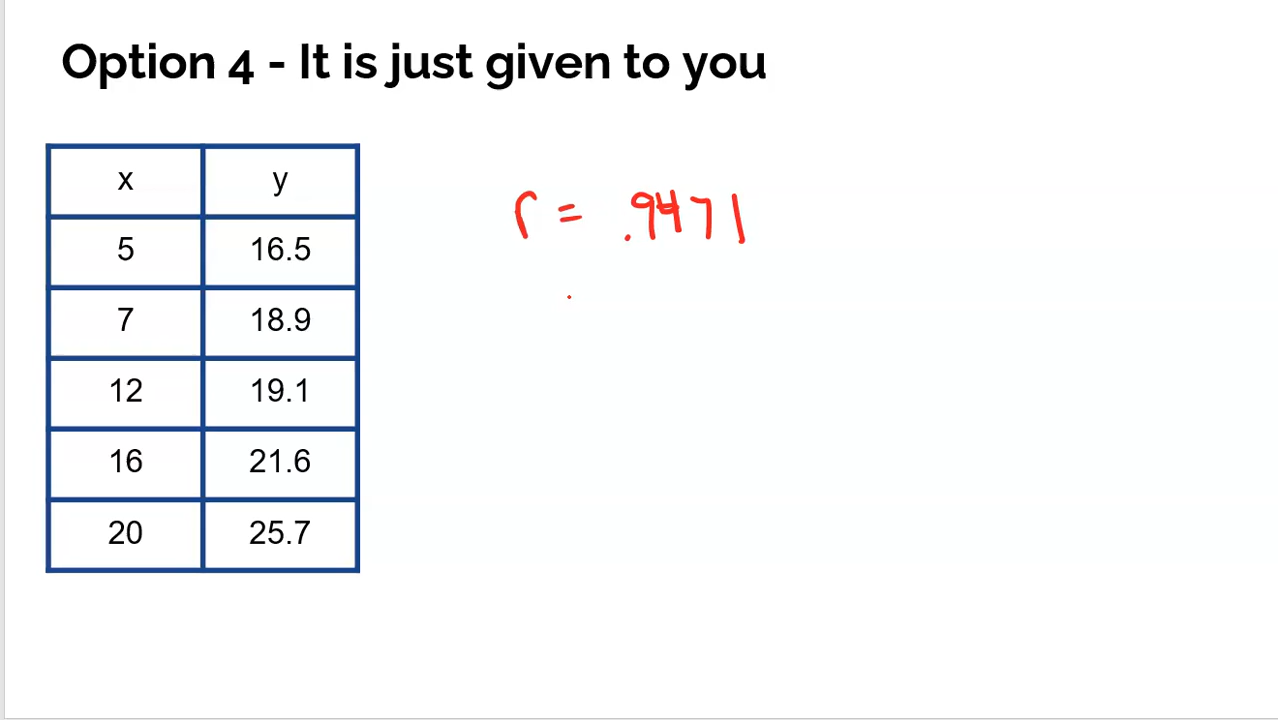 Option 4 - It is just given to you
x y
5 16.5
7 18.9
12 19.1
16 21.6
20 25.7
r = .9471